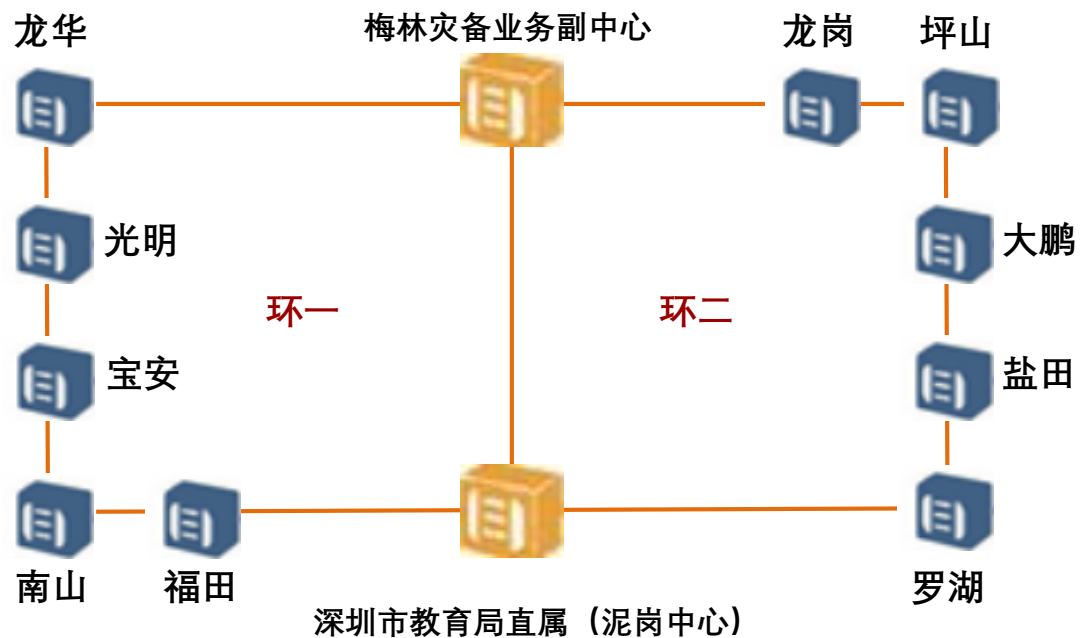 龙华
梅林灾备业务副中心
龙岗
坪山
光明
大鹏
环一
环二
宝安
盐田
南山
福田
罗湖
深圳市教育局直属（泥岗中心）